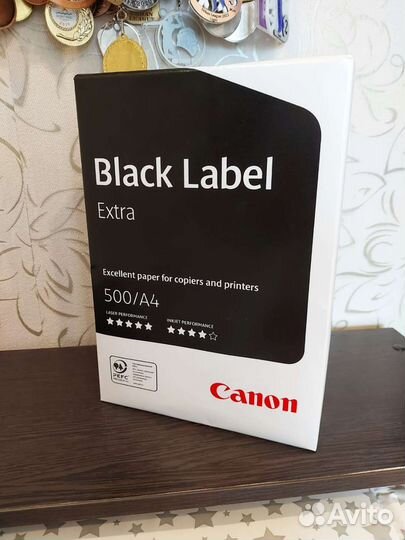 Black Label
Extra
Excellent paper for copiers and printers
500/A4
LASER PERFORMANCE
INKJET PERFORMANCE
PEFC
Canon
Avito